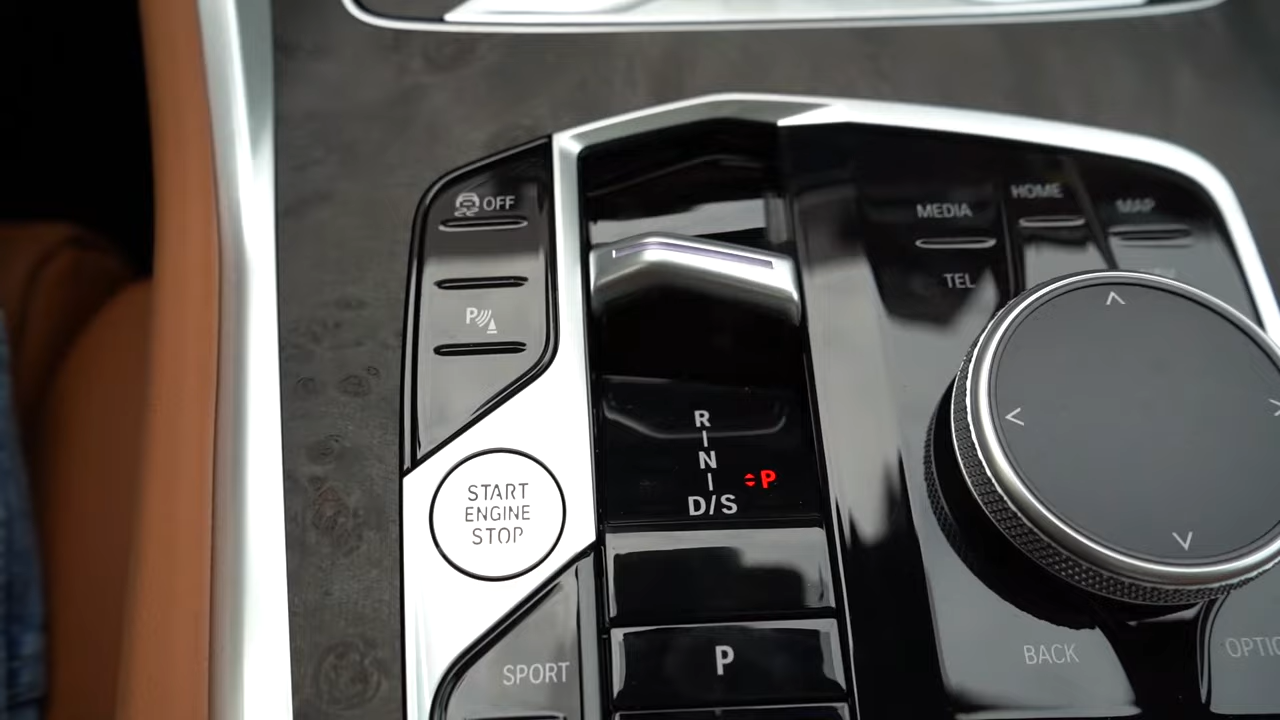 OFF
MEDIA
HOME
MAP
TEL
P
R
N
D/S
P
START
ENGINE
STOP
SPORT
P
BACK
OPTIO